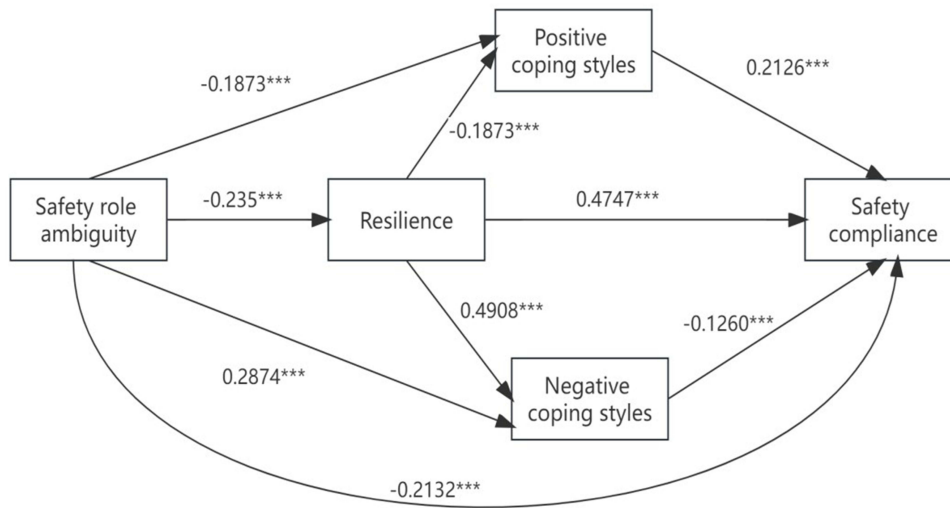 Positive
coping styles
-0.1873***
0.2126***
-0.1873***
Safety role
ambiguity
-0.235***
Resilience
0.4747***
Safety
compliance
0.4908***
-0.1260***
0.2874***
Negative
coping styles
-0.2132***